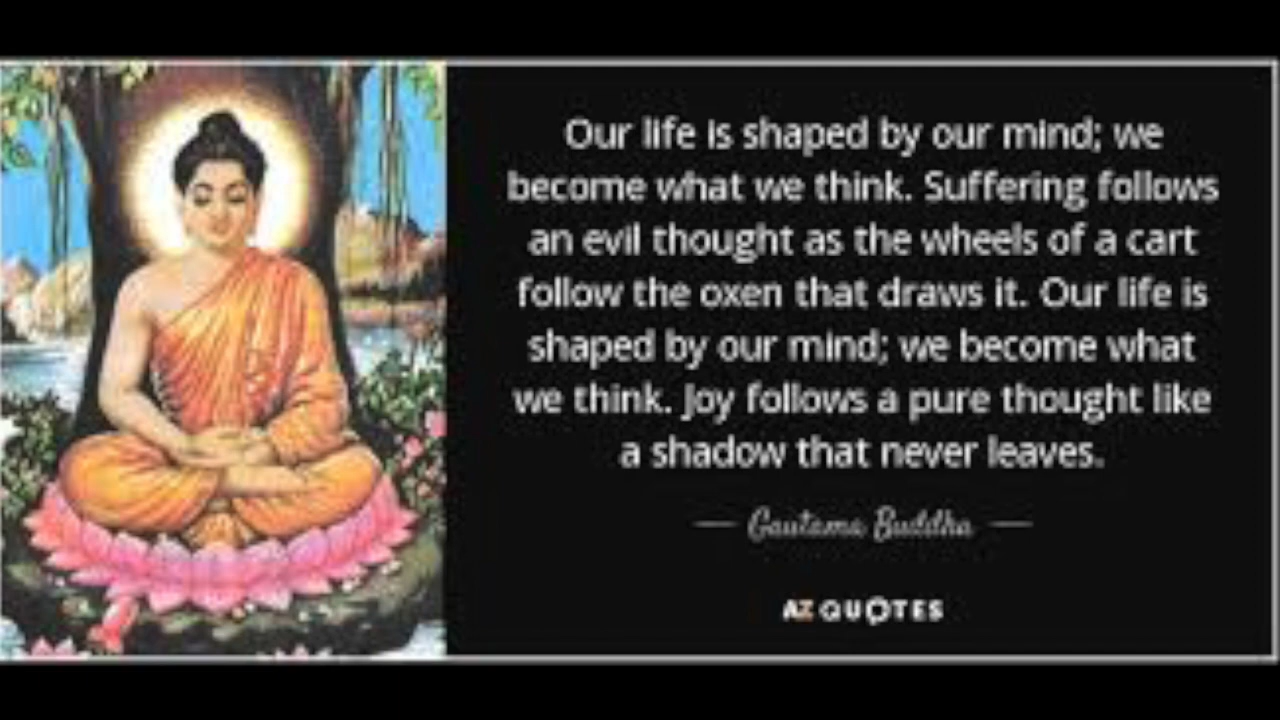 Our life is shaped by our mind; we
become what we think. Suffering follows
an evil thought as the wheels of a cart
follow the oxen that draws it. Our life is
shaped by our mind; we become what
we think. Joy follows a pure thought like
a shadow that never leaves.
— Gautama Buddha —
AZ QUOTES